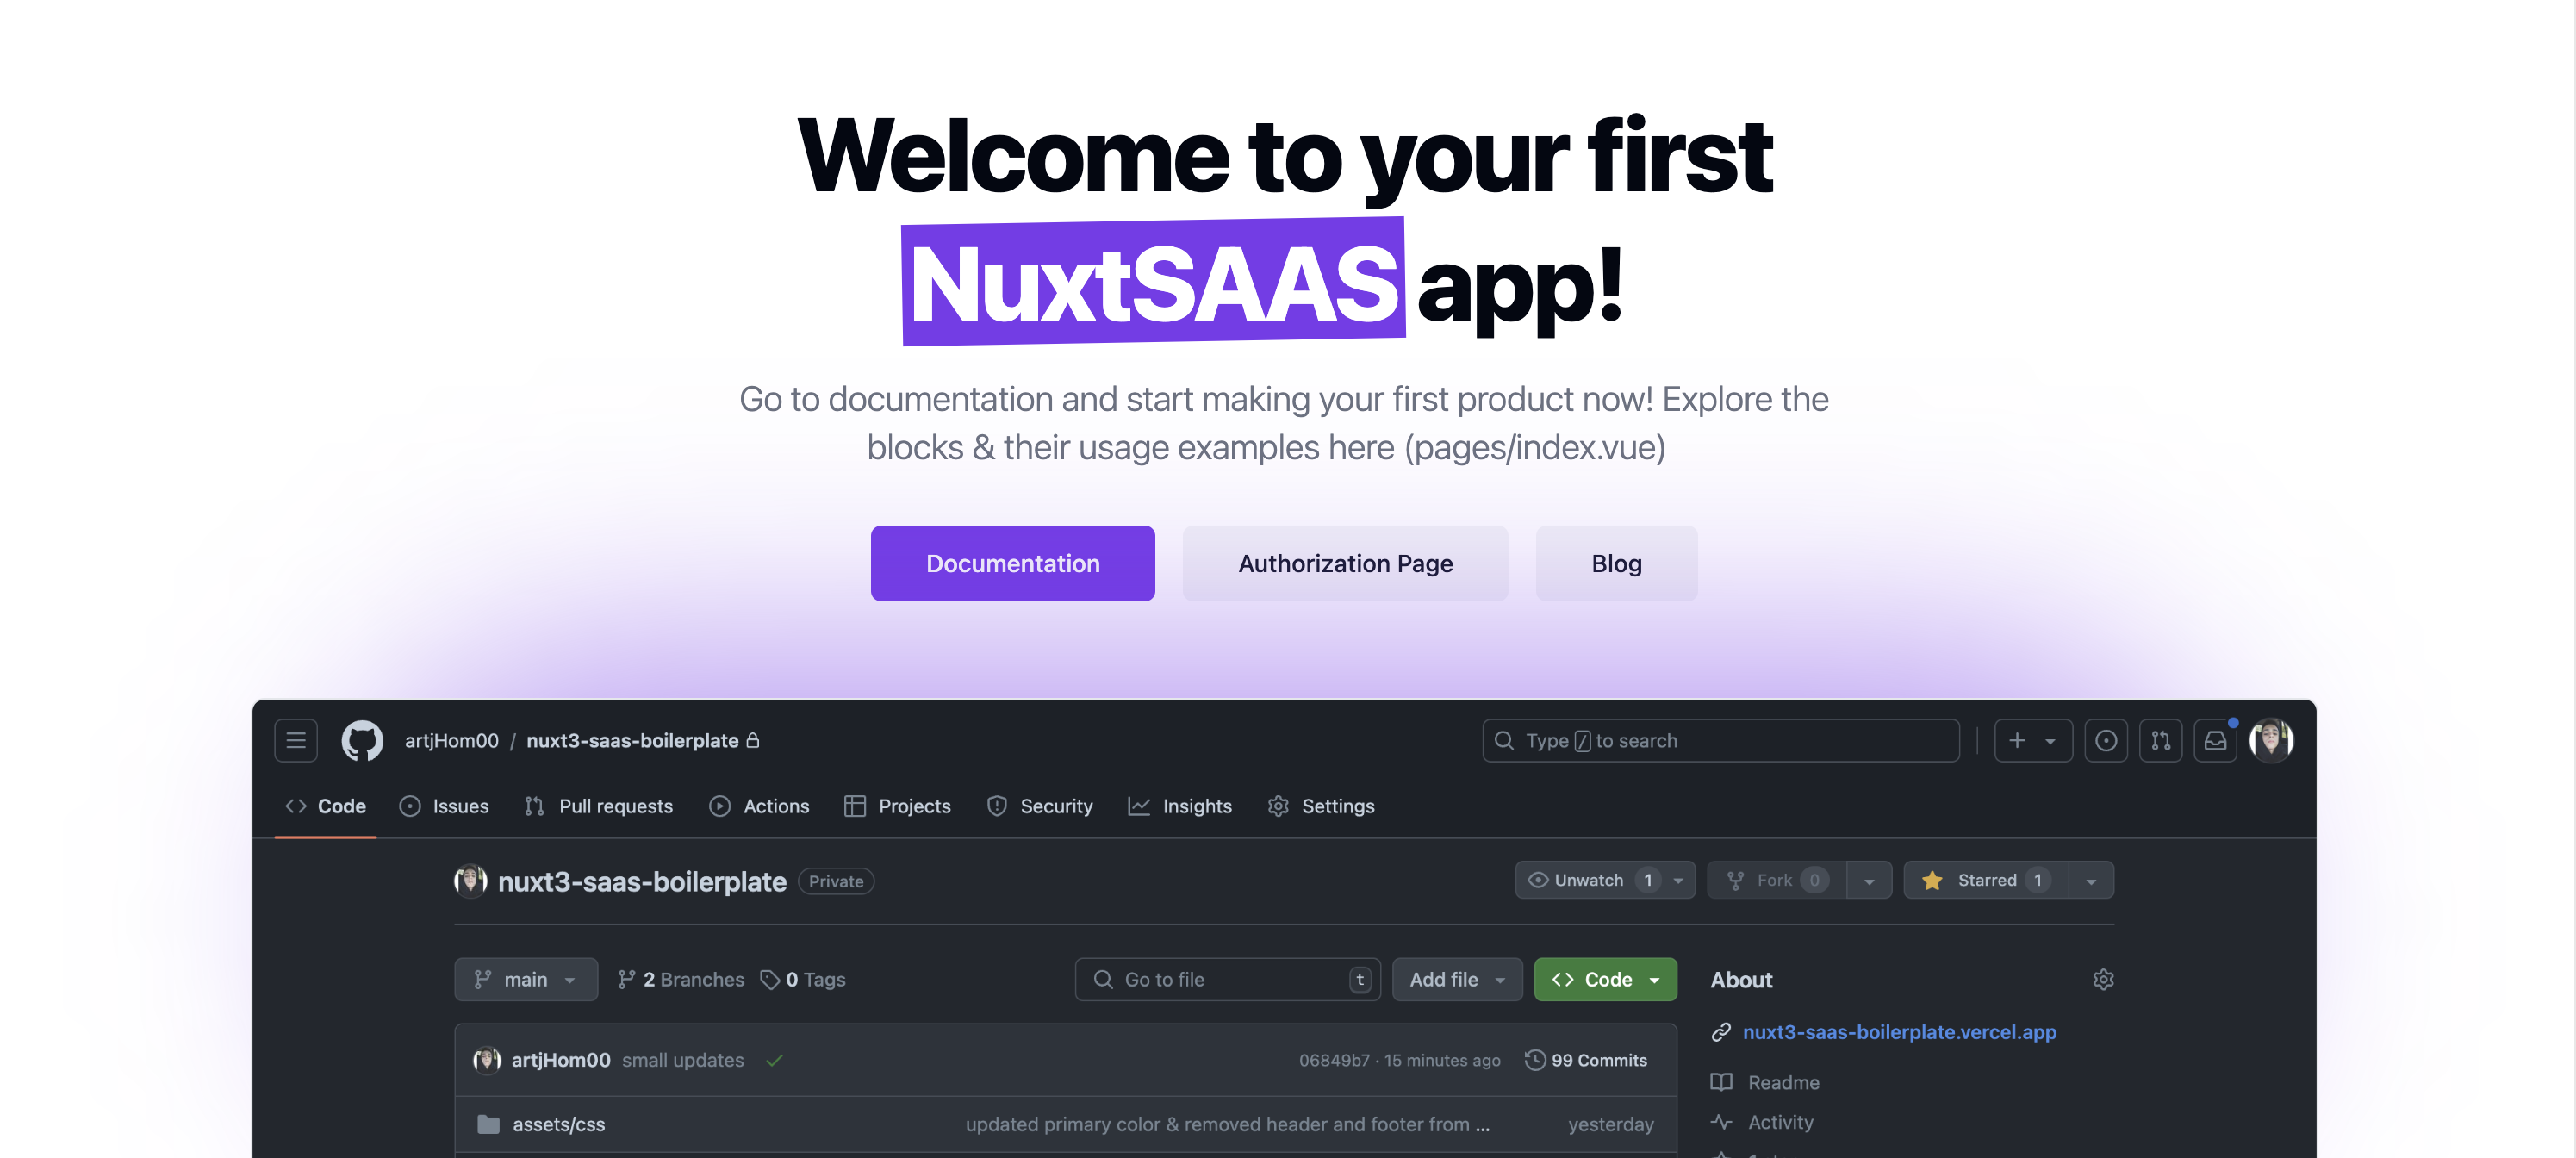 Welcome to your first
NuxtSAAS app!
Go to documentation and start making your first product now! Explore the
blocks & their usage examples here (pages/index.vue)
Documentation Authorization Page Blog
artjHom00 / nuxt3-saas-boilerplate Type / to search
Code Issues Pull requests Actions Projects Security Insights Settings
nuxt3-saas-boilerplate Private Unwatch 1 Fork 0 Starred 1
main 2 Branches 0 Tags Go to file t Add file Code About
nuxt3-saas-boilerplate.vercel.app
artjHom00 small updates 06849b7 · 15 minutes ago 99 Commits
Readme
assets/css updated primary color & removed header and footer from ... yesterday
Activity